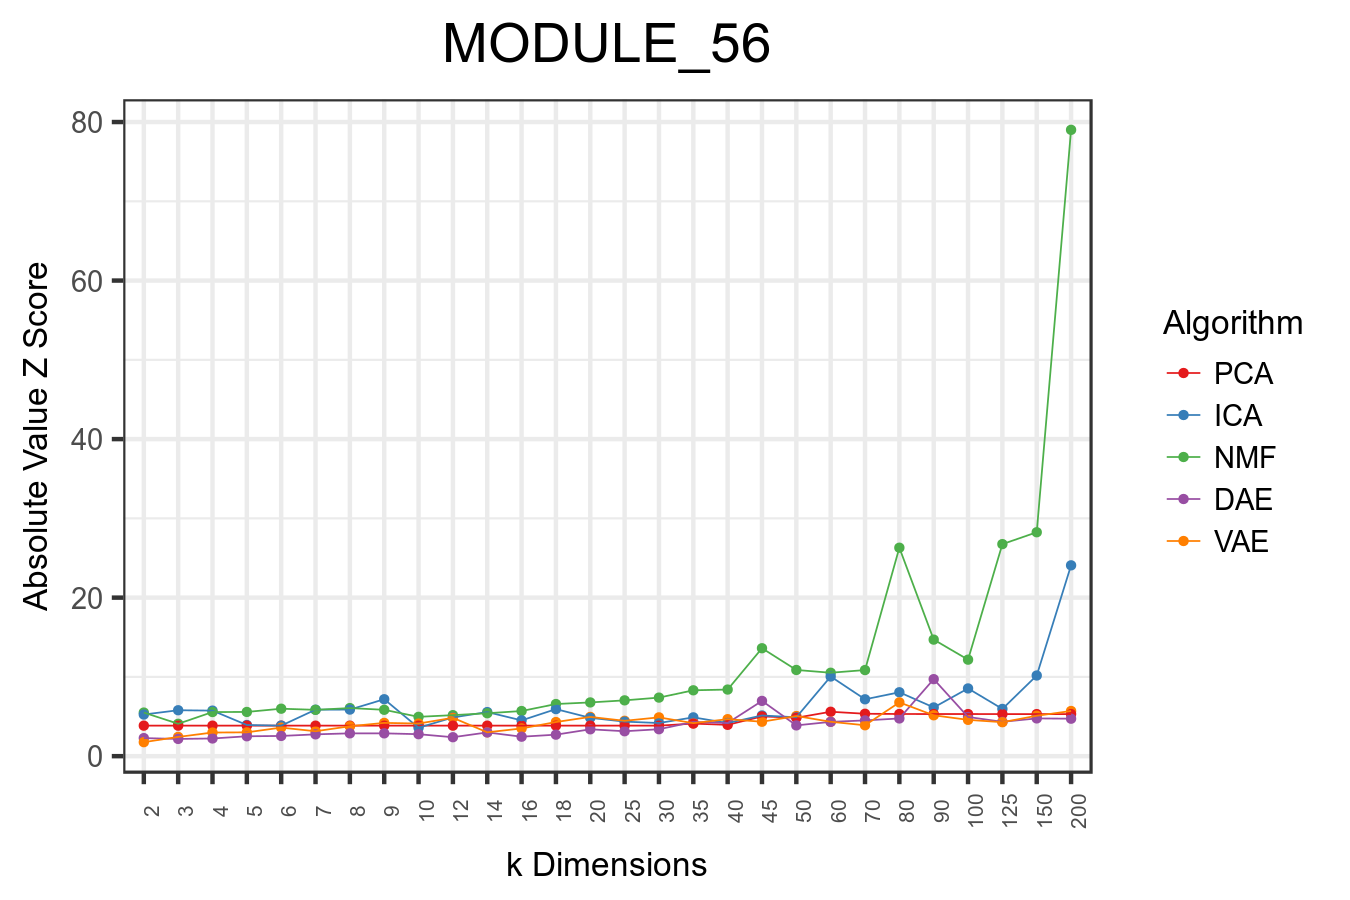 MODULE_56
Absolute Value Z Score
80
60
40
20
0
2 3 4 5 6 7 8 9 10 12 14 16 18 20 25 30 35 40 45 50 60 70 80 90 100 125 150 200
k Dimensions
Algorithm
PCA
ICA
NMF
DAE
VAE